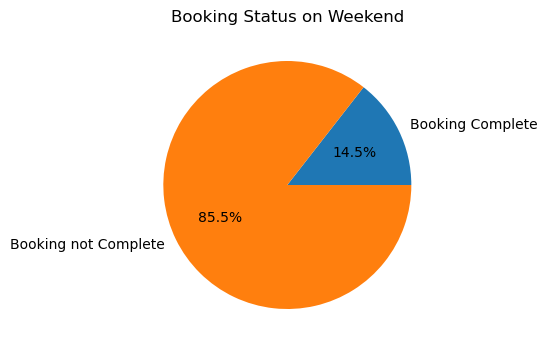 Booking Status on Weekend
Booking Complete
14.5%
85.5%
Booking not Complete